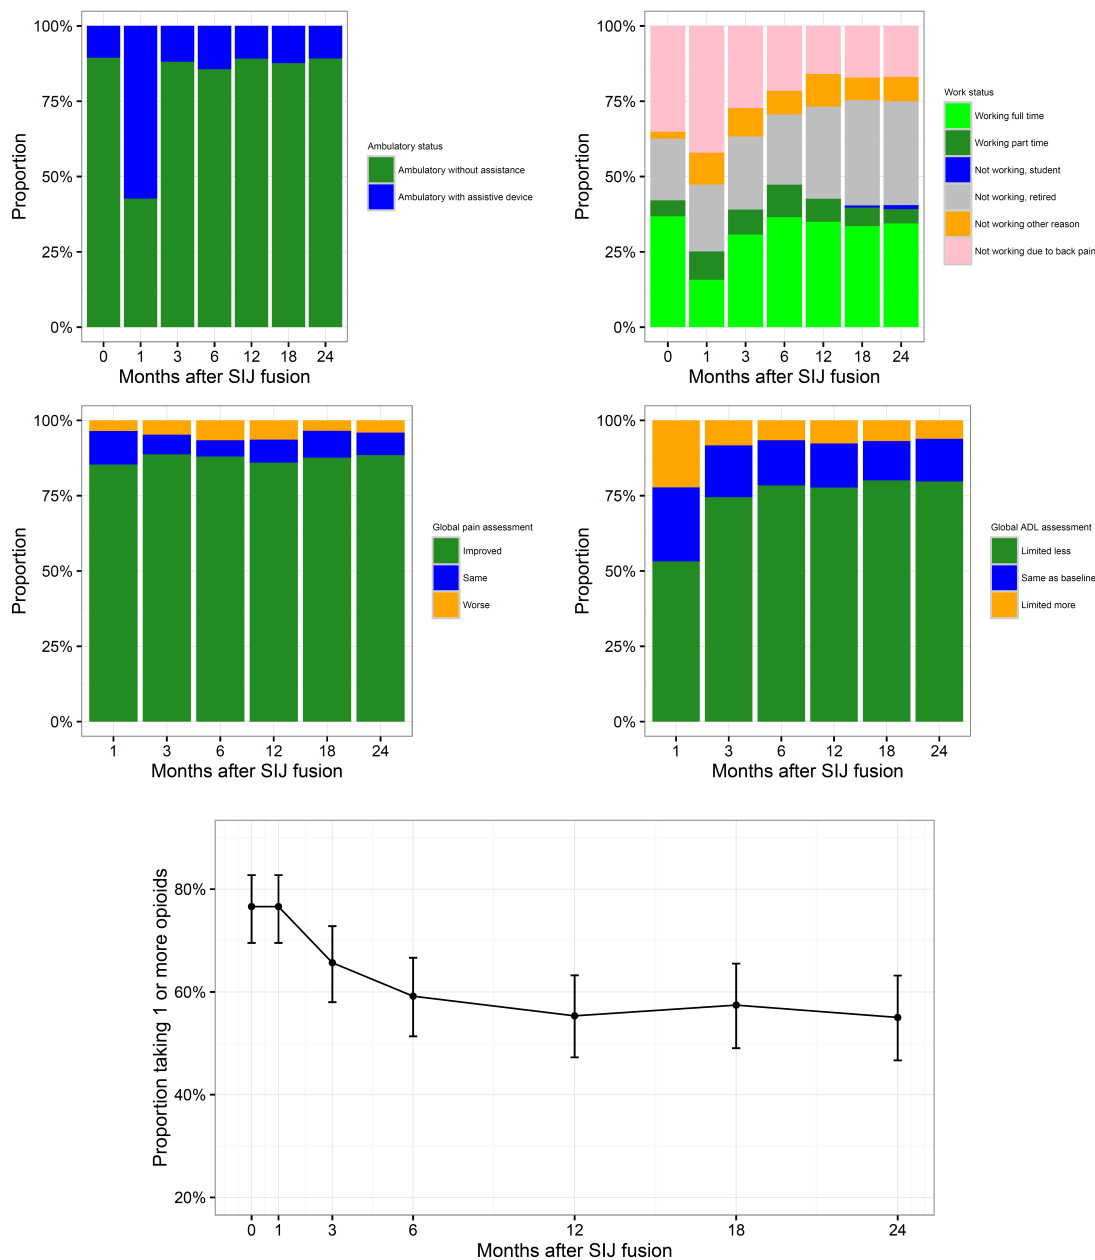 100%
75%
50%
25%
0%
Proportion
0 1 3 6 12 18 24
Months after SIJ fusion
Ambulatory status
Ambulatory without assistance
Ambulatory with assistive device
100%
75%
50%
25%
0%
Proportion
0 1 3 6 12 18 24
Months after SIJ fusion
Work status
Working full time
Working part time
Not working, student
Not working, retired
Not working other reason
Not working due to back pain
100%
75%
50%
25%
0%
Proportion
1 3 6 12 18 24
Months after SIJ fusion
Global pain assessment
Improved
Same
Worse
100%
75%
50%
25%
0%
Proportion
1 3 6 12 18 24
Months after SIJ fusion
Global ADL assessment
Limited less
Same as baseline
Limited more
80%
60%
40%
20%
Proportion taking 1 or more opioids
0 1 3 6 12 18 24
Months after SIJ fusion